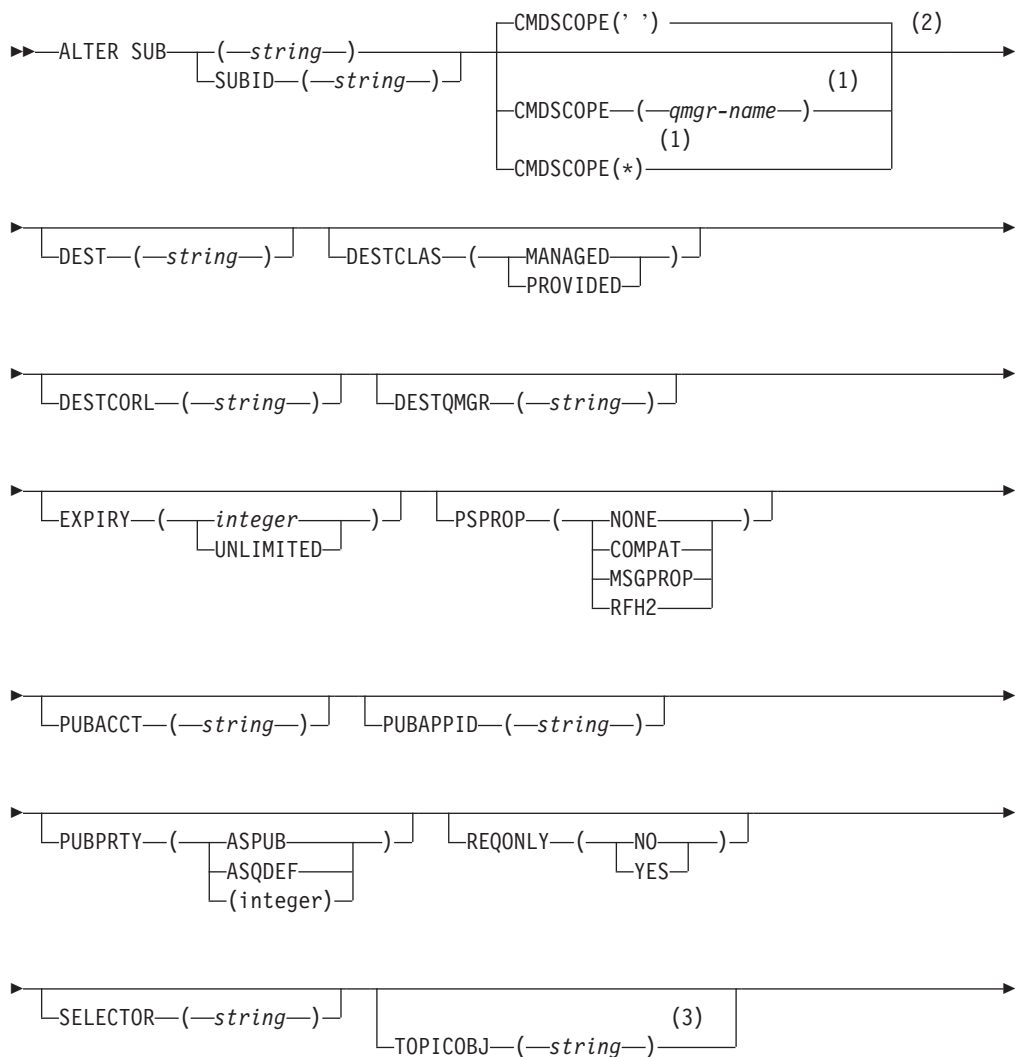 CMDSCOPE(’ ’) (2)
ALTER SUB (string)
SUBID (string)
(1)
CMDSCOPE (qmgr-name)
(1)
CMDSCOPE(*)
DEST (string) DESTCLAS ( MANAGED )
PROVIDED
DESTCORL (string) DESTQMGR (string)
EXPIRY ( integer ) PSPROP ( NONE )
UNLIMITED COMPAT
MSGPROP
RFH2
PUBACCT (string) PUBAPPID (string)
PUBPRTY ( ASPUB ) REQONLY ( NO )
ASQDEF YES
(integer)
SELECTOR (string) (3)
TOPICOBJ (string)